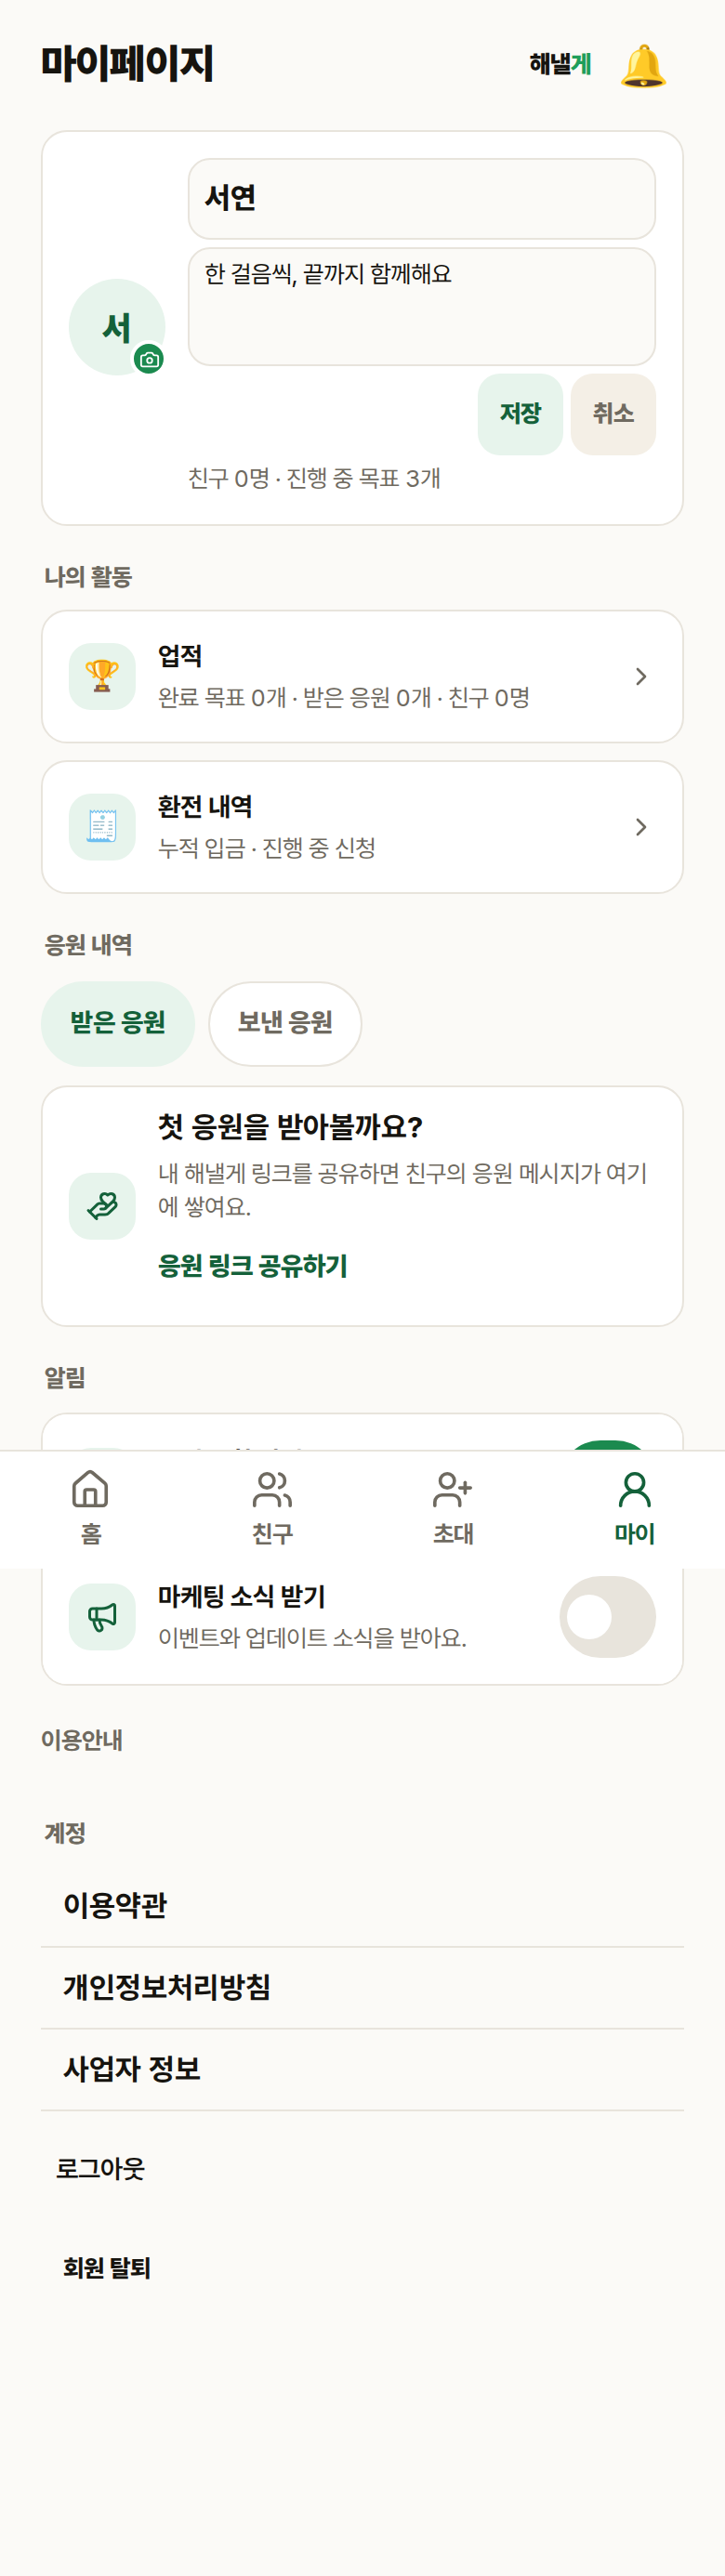 마이페이지
해낼게
서연
한 걸음씩, 끝까지 함께해요
서
저장
취소
친구 0명 · 진행 중 목표 3개
나의 활동
업적
완료 목표 0개 · 받은 응원 0개 · 친구 0명
환전 내역
누적 입금 · 진행 중 신청
응원 내역
받은 응원
보낸 응원
첫 응원을 받아볼까요?
내 해낼게 링크를 공유하면 친구의 응원 메시지가 여기
에 쌓여요.
응원 링크 공유하기
알림
홈
친구
초대
마이
마케팅 소식 받기
이벤트와 업데이트 소식을 받아요.
이용안내
계정
이용약관
개인정보처리방침
사업자 정보
로그아웃
회원 탈퇴